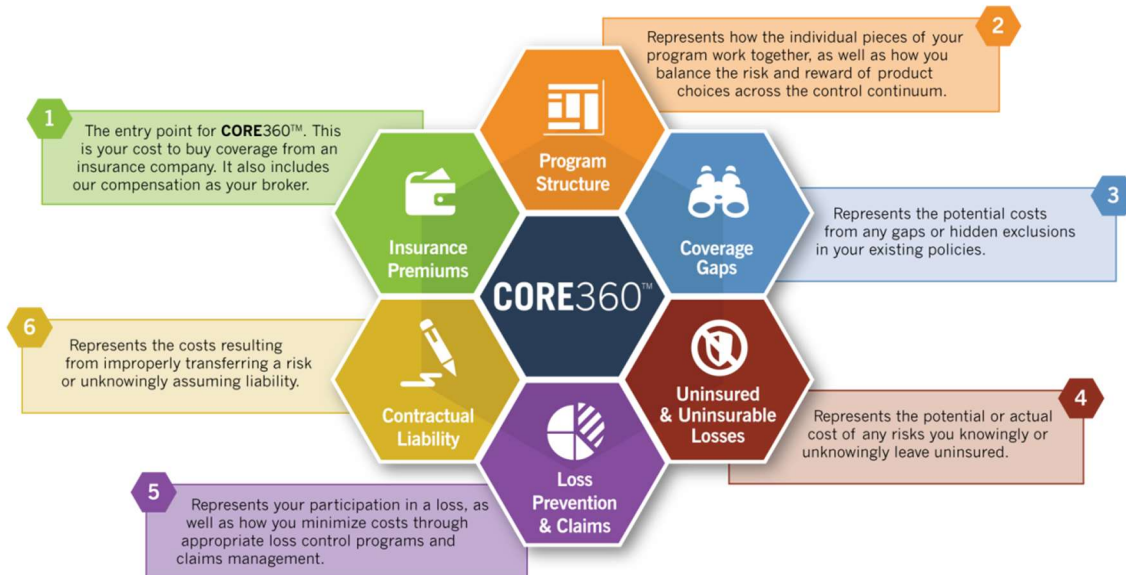 1
The entry point for CORE360™. This
is your cost to buy coverage from an
insurance company. It also includes
our compensation as your broker.
2
Represents how the individual pieces of your
program work together, as well as how you
balance the risk and reward of product
choices across the control continuum.
3
Represents the potential costs
from any gaps or hidden exclusions
in your existing policies.
4
Represents the potential or actual
cost of any risks you knowingly or
unknowingly leave uninsured.
5
Represents your participation in a loss, as
well as how you minimize costs through
appropriate loss control programs and
claims management.
6
Represents the costs resulting
from improperly transferring a risk
or unknowingly assuming liability.
Insurance
Premiums
Program
Structure
Coverage
Gaps
Uninsured
& Uninsurable
Losses
Loss
Prevention
& Claims
Contractual
Liability
CORE360™